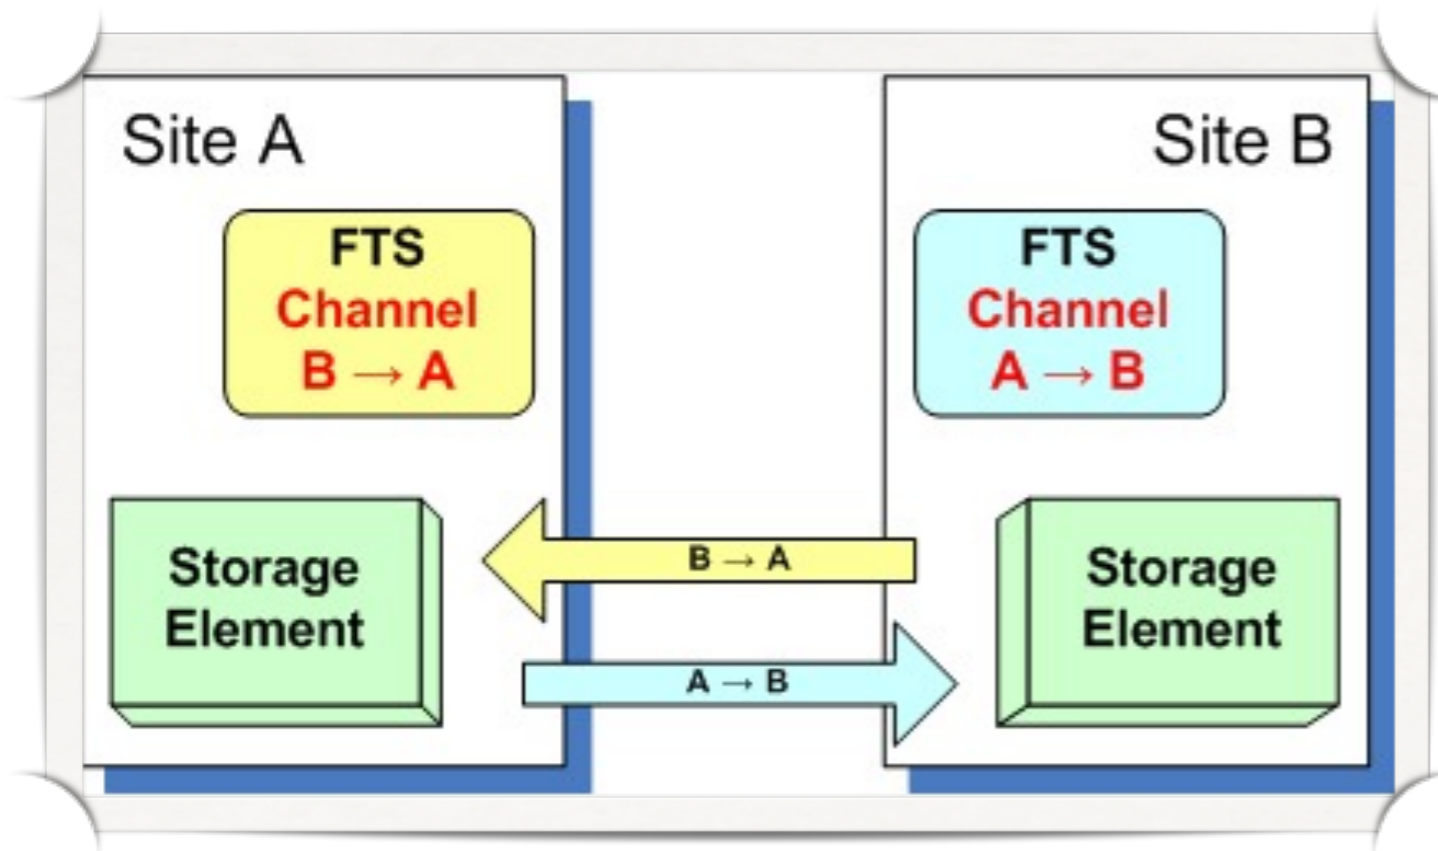 Site A
FTS
Channel
B → A
Storage
Element
Site B
FTS
Channel
A → B
Storage
Element
B → A
A → B